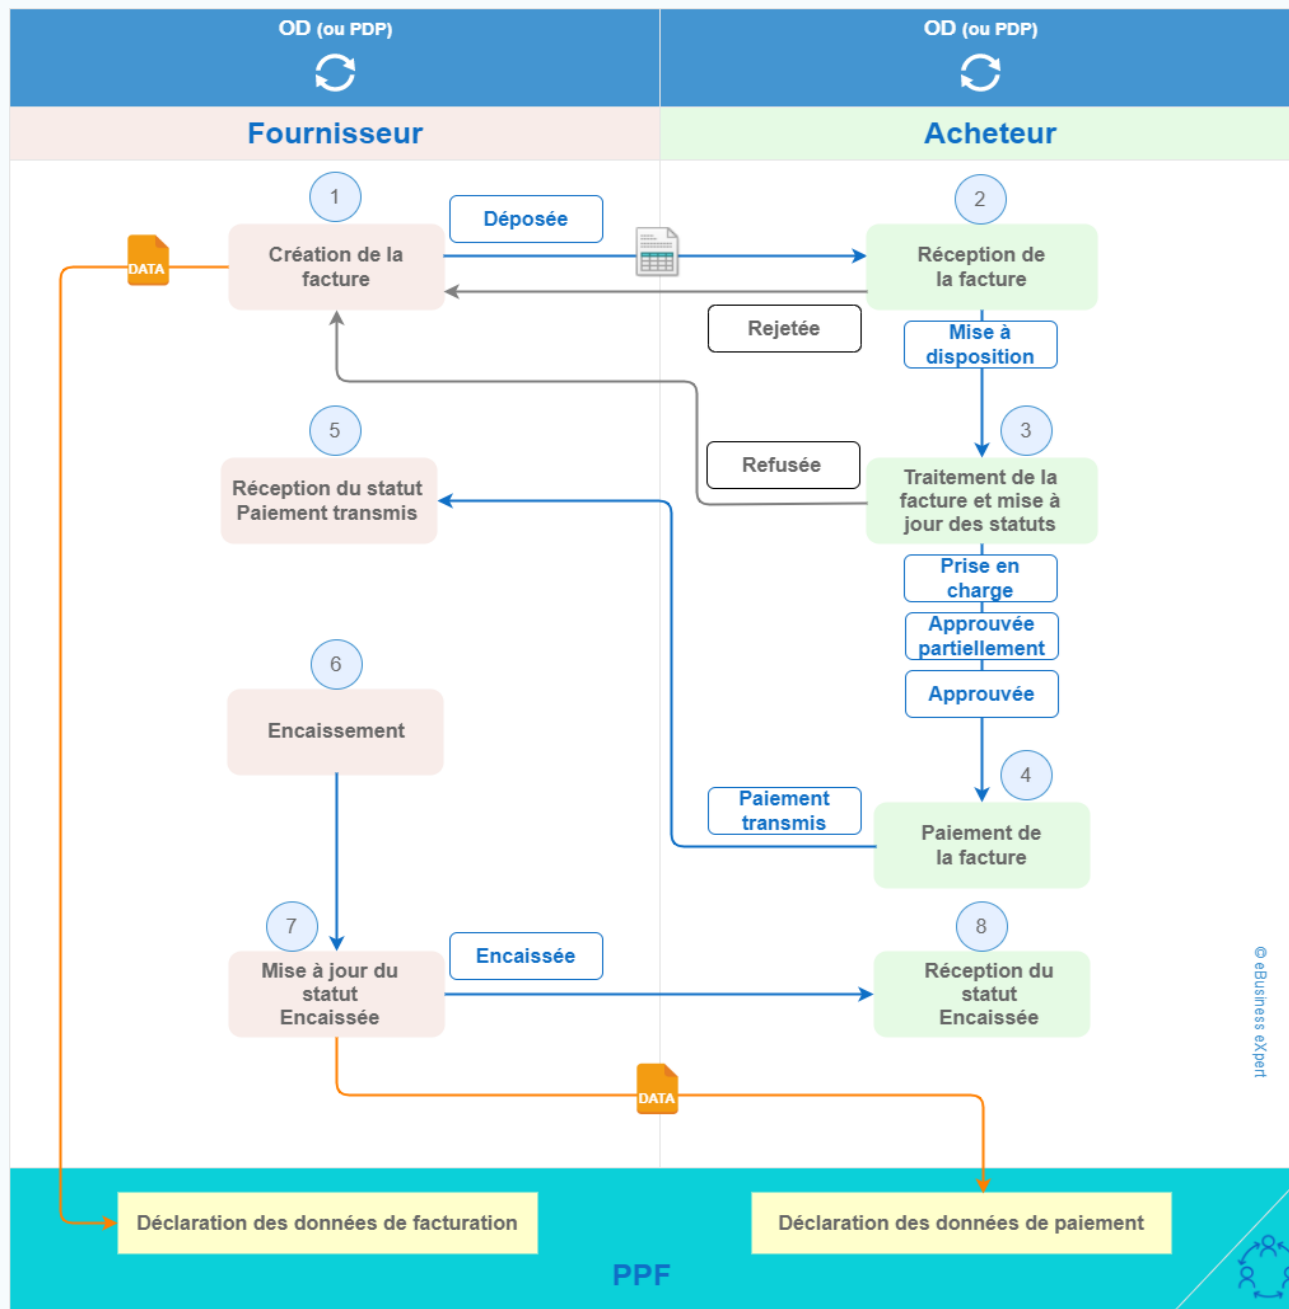 OD (ou PDP)
OD (ou PDP)
Fournisseur
Acheteur
1
2
Déposée
Création de la
facture
DATA
Réception de
la facture
Rejetée
Mise à
disposition
5
3
Refusée
Réception du statut
Paiement transmis
Traitement de la
facture et mise à
jour des statuts
Prise en
charge
Approuvée
partiellement
6
Approuvée
Encaissement
4
Paiement
transmis
Paiement de
la facture
7
8
Encaissée
Mise à jour du
statut
Encaissée
Réception du
statut
Encaissée
© eBusiness eXpert
DATA
Déclaration des données de facturation
Déclaration des données de paiement
PPF